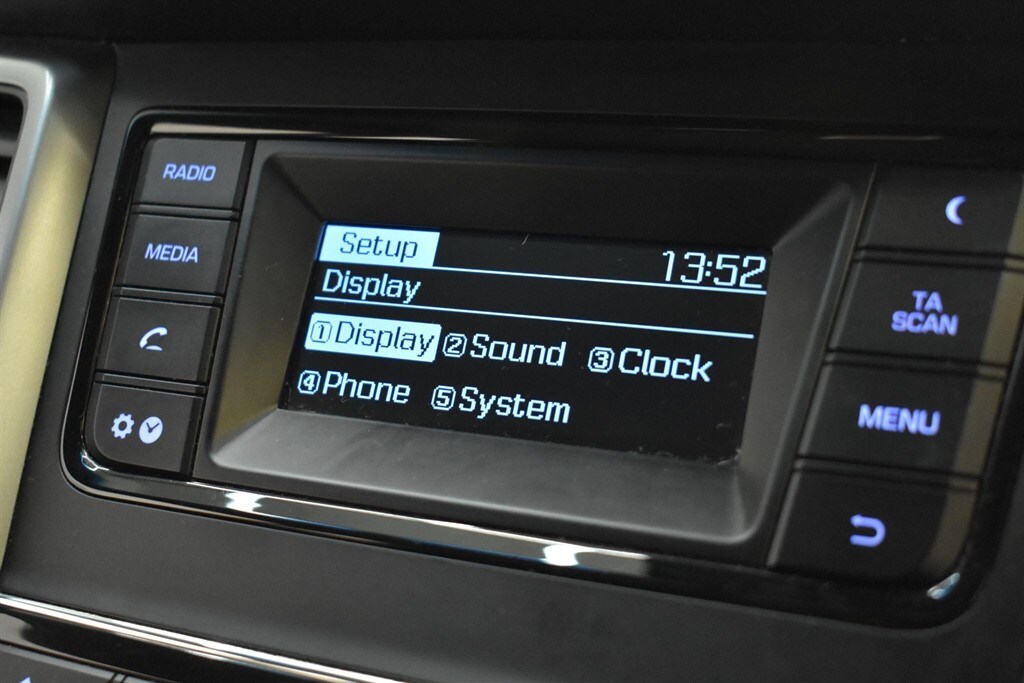 RADIO
MEDIA
Setup 13:52
Display
①Display ②Sound ③Clock
④Phone ⑤System
TA
SCAN
MENU